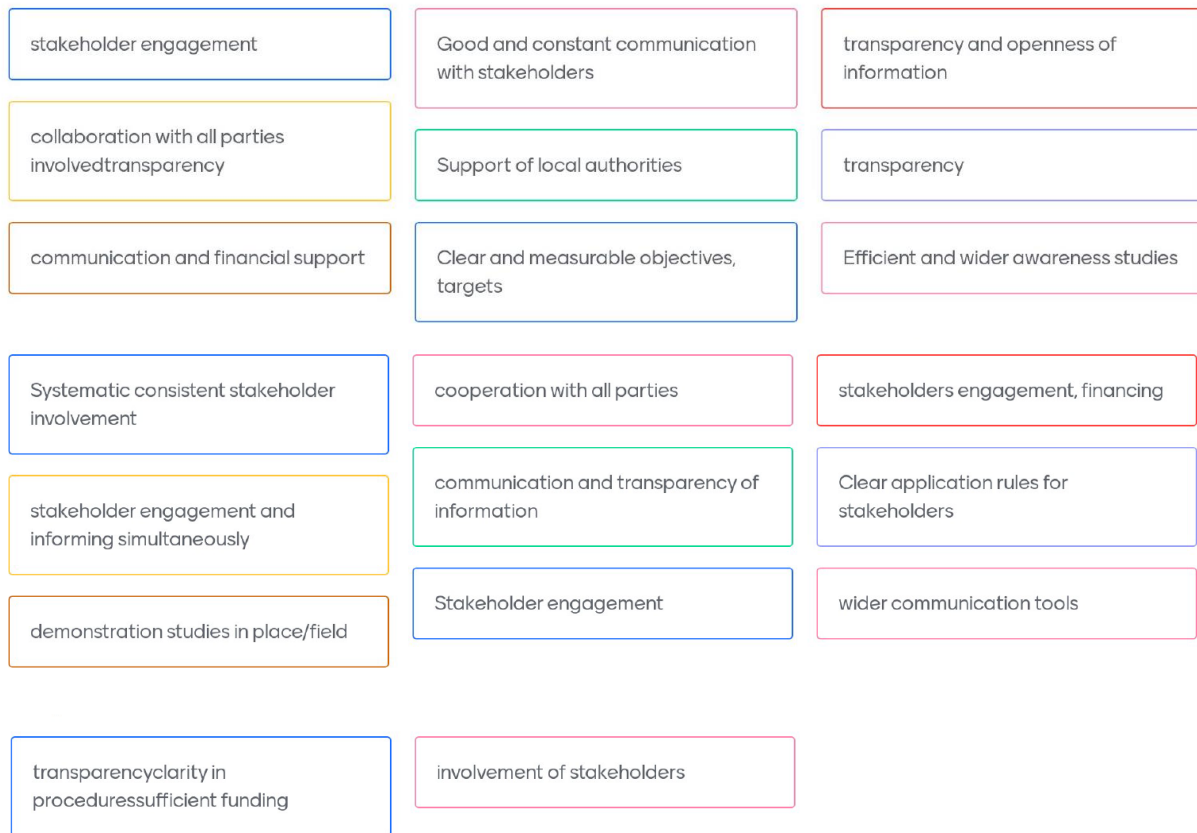 stakeholder engagement
Good and constant communication
with stakeholders
transparency and openness of
information
collaboration with all parties
involvedtransparency
Support of local authorities
transparency
communication and financial support
Clear and measurable objectives,
targets
Efficient and wider awareness studies
Systematic consistent stakeholder
involvement
cooperation with all parties
stakeholders engagement, financing
stakeholder engagement and
informing simultaneously
communication and transparency of
information
Clear application rules for
stakeholders
demonstration studies in place/field
Stakeholder engagement
wider communication tools
transparencyclarity in
proceduressufficient funding
involvement of stakeholders